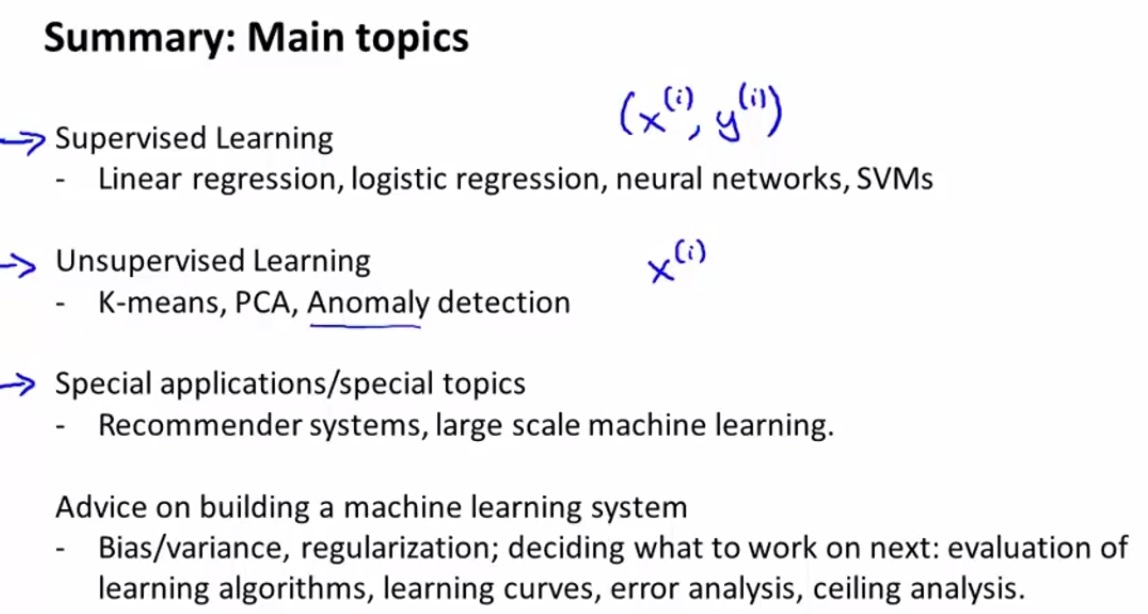 Summary: Main topics
(x^(i), y^(i))
Supervised Learning
- Linear regression, logistic regression, neural networks, SVMs
Unsupervised Learning
x^(i)
- K-means, PCA, Anomaly detection
Special applications/special topics
- Recommender systems, large scale machine learning.
Advice on building a machine learning system
- Bias/variance, regularization; deciding what to work on next: evaluation of
learning algorithms, learning curves, error analysis, ceiling analysis.